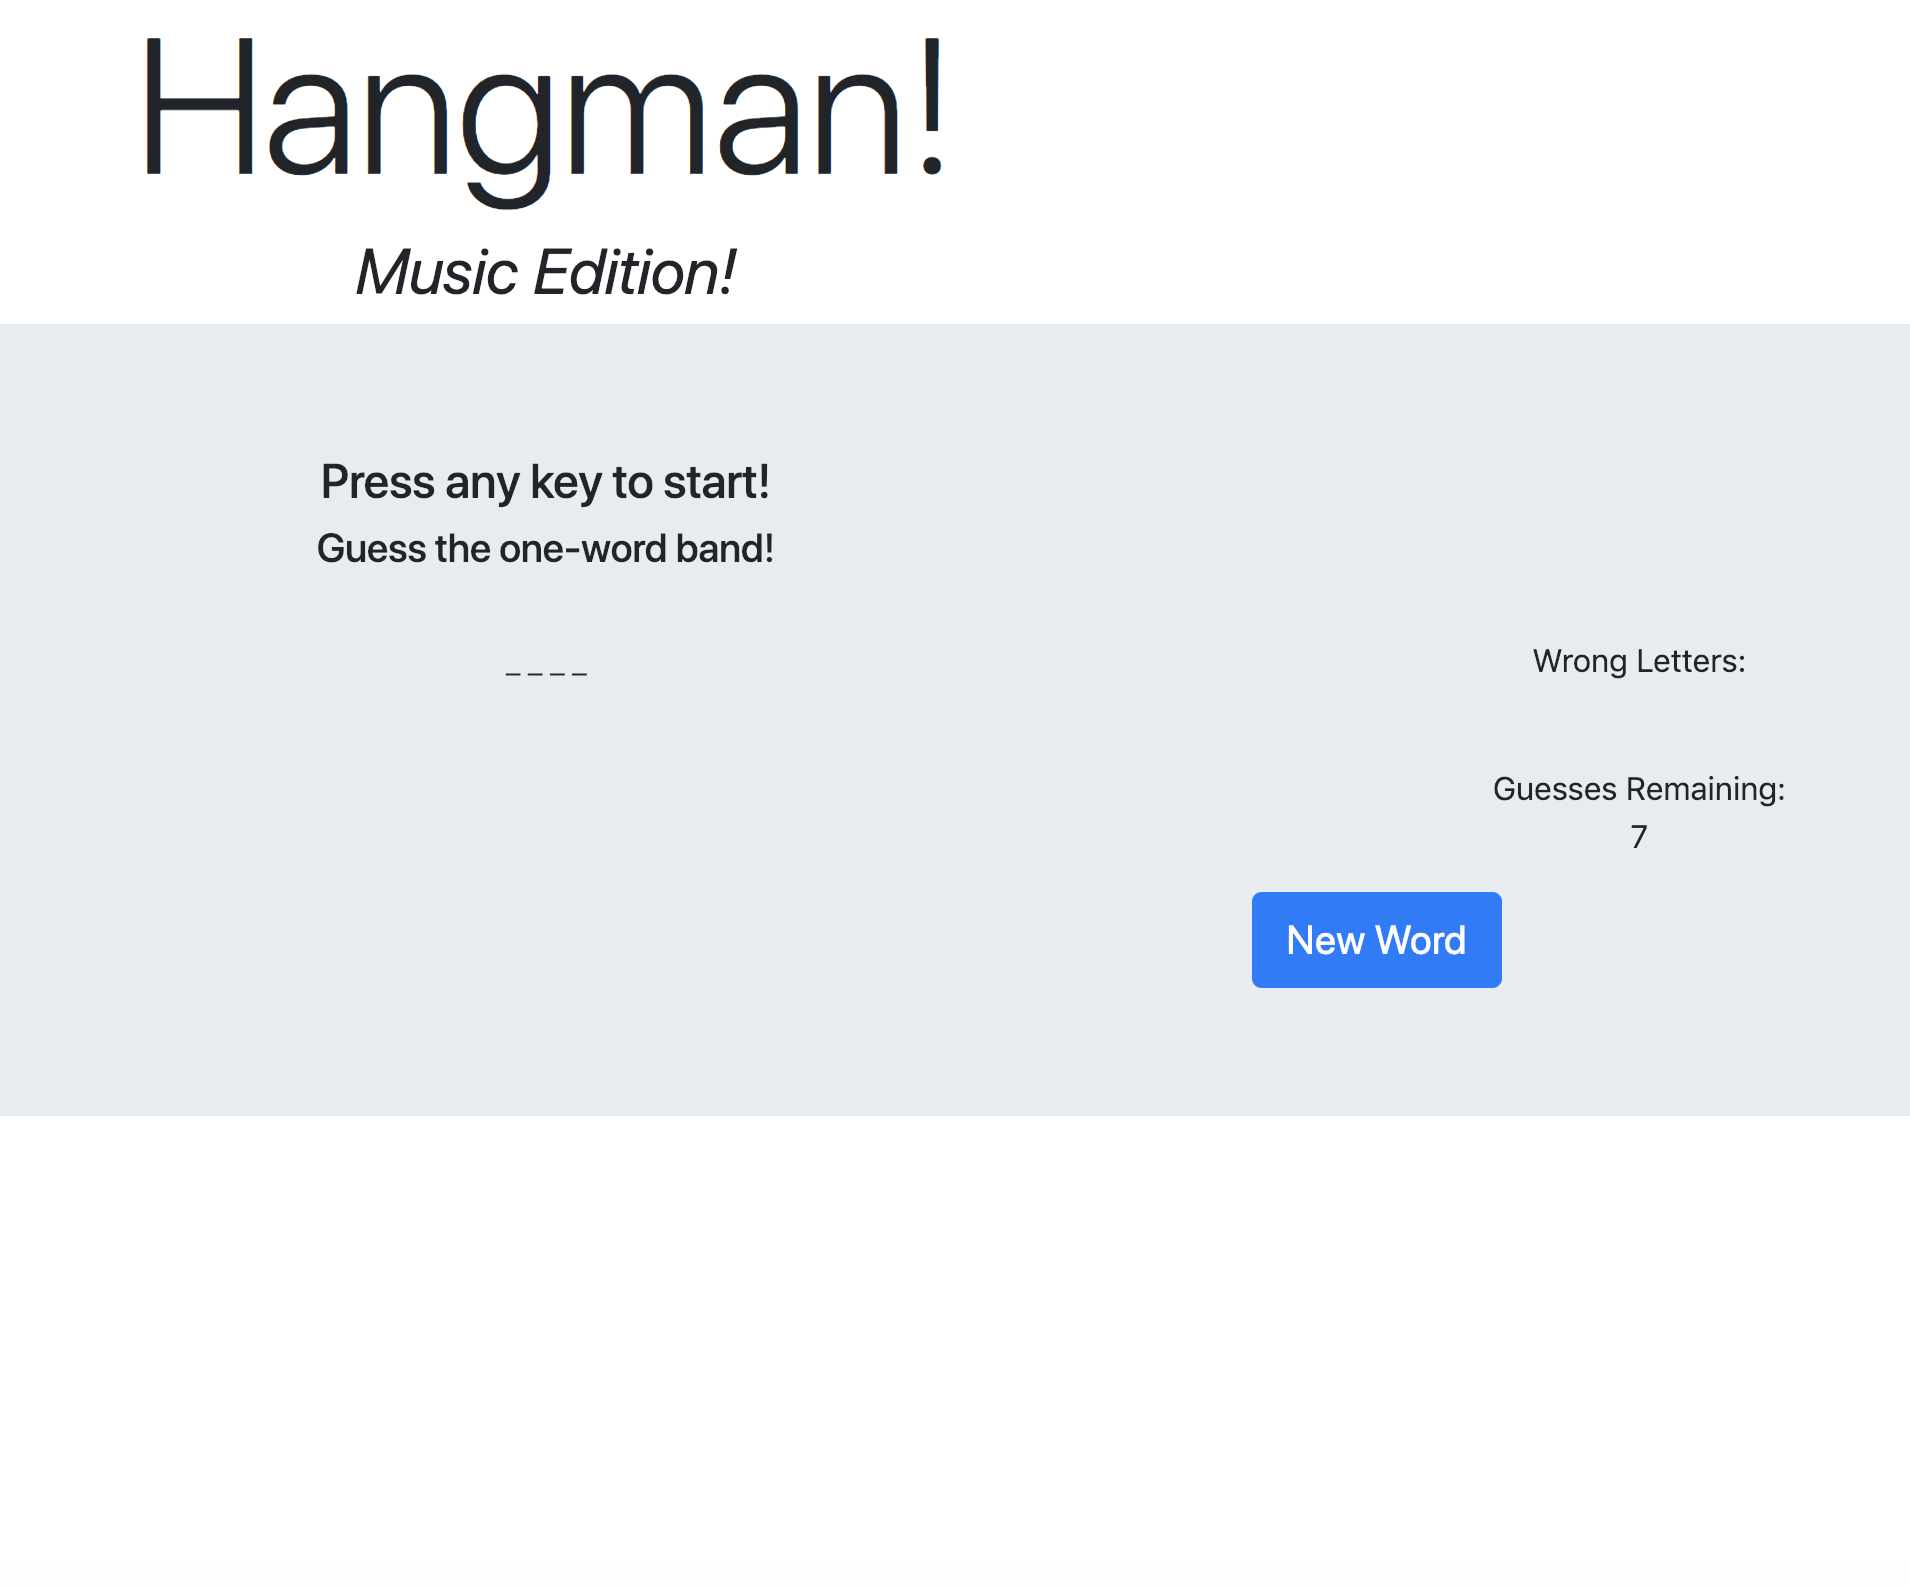 Hangman!
Music Edition!
Press any key to start!
Guess the one-word band!
_ _ _ _
Wrong Letters:
Guesses Remaining:
7
New Word